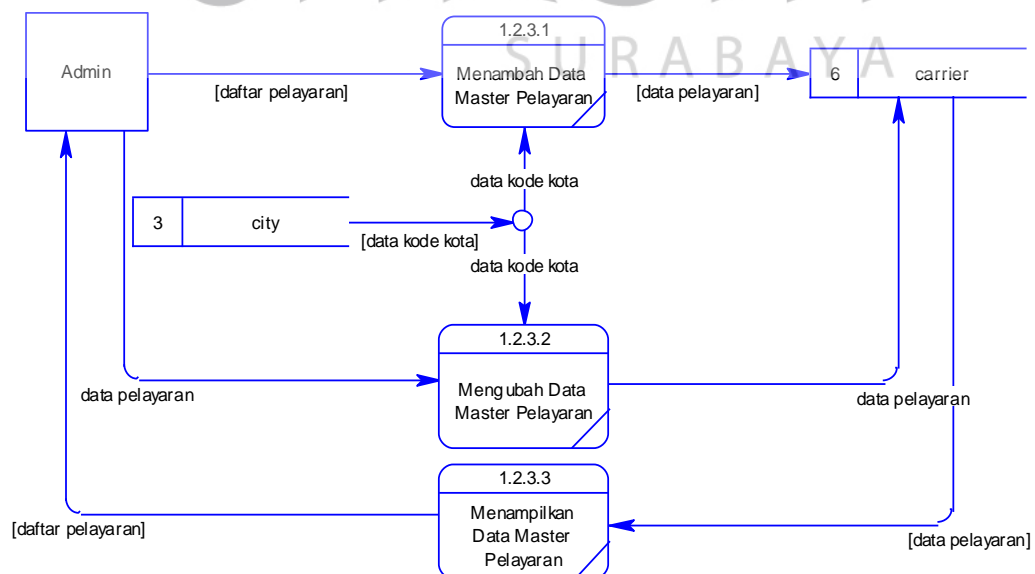 1.2.3.1
SURABAYA
Admin
Menambah Data
Master Pelayaran
6
carrier
[daftar pelayaran]
[data pelayaran]
data kode kota
3
city
[data kode kota]
data kode kota
1.2.3.2
Mengubah Data
Master Pelayaran
data pelayaran
data pelayaran
1.2.3.3
Menampilkan
Data Master
Pelayaran
[daftar pelayaran]
[data pelayaran]